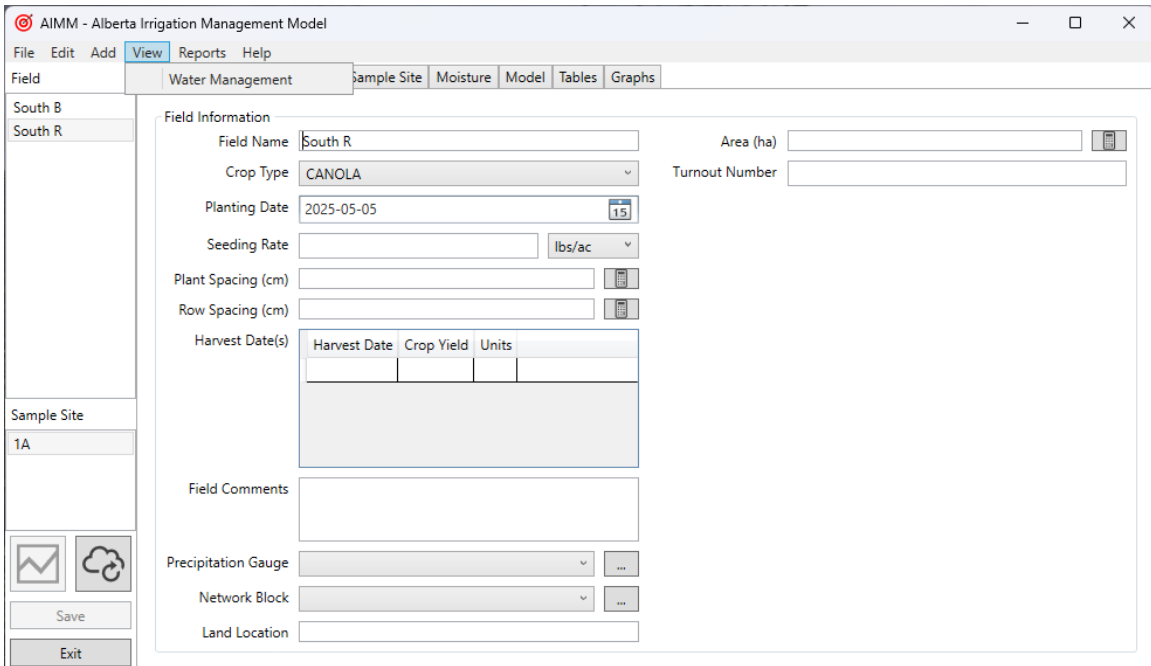 AIMM - Alberta Irrigation Management Model
File Edit Add View Reports Help
Field Water Management Sample Site Moisture Model Tables Graphs
South B
South R
Field Information
Field Name South R Area (ha)
Crop Type CANOLA Turnout Number
Planting Date 2025-05-05 15
Seeding Rate lbs/ac
Plant Spacing (cm)
Row Spacing (cm)
Harvest Date(s) Harvest Date Crop Yield Units
Sample Site
1A
Field Comments
Precipitation Gauge ...
Network Block ...
Save
Land Location
Exit